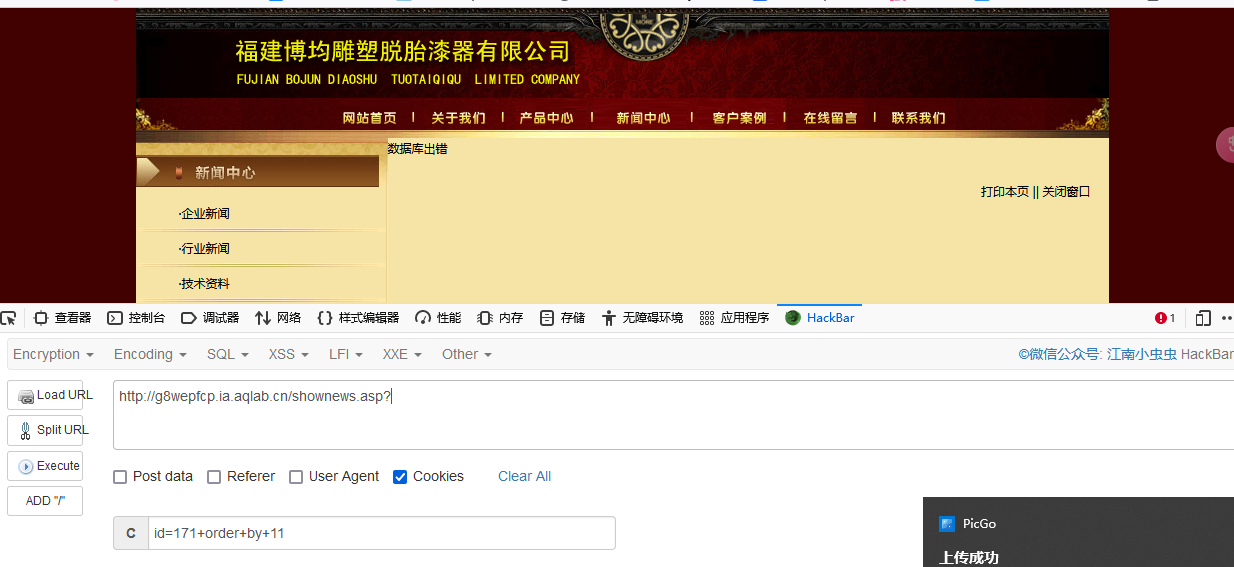 IS
MORE
福建博均雕塑脱胎漆器有限公司
FUJIAN BOJUN DIAOSHU TUOTAIQIQU LIMITED COMPANY
网站首页 | 关于我们 | 产品中心 | 新闻中心 | 客户案例 | 在线留言 | 联系我们
数据库出错
新闻中心
打印本页 || 关闭窗口
·企业新闻
·行业新闻
·技术资料
查看器 控制台 调试器 网络 样式编辑器 性能 内存 存储 无障碍环境 应用程序 HackBar 1
Encryption Encoding SQL XSS LFI XXE Other ©微信公众号: 江南小虫虫 HackBar
Load URL http://g8wepfcp.ia.aqlab.cn/shownews.asp?
Split URL
Execute
Post data Referer User Agent Cookies Clear All
ADD "/"
C id=171+order+by+11
PicGo
上传成功